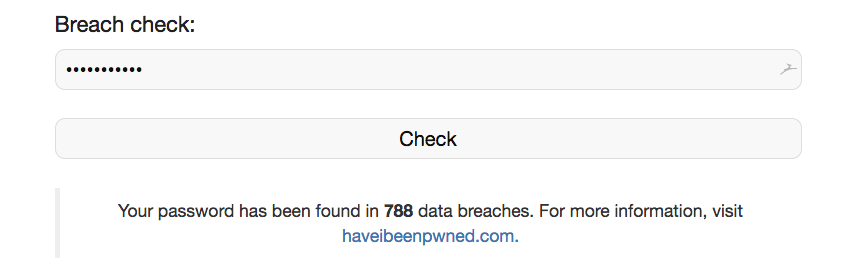 Breach check:
•••••••••••
Check
Your password has been found in 788 data breaches. For more information, visit
haveibeenpwned.com.